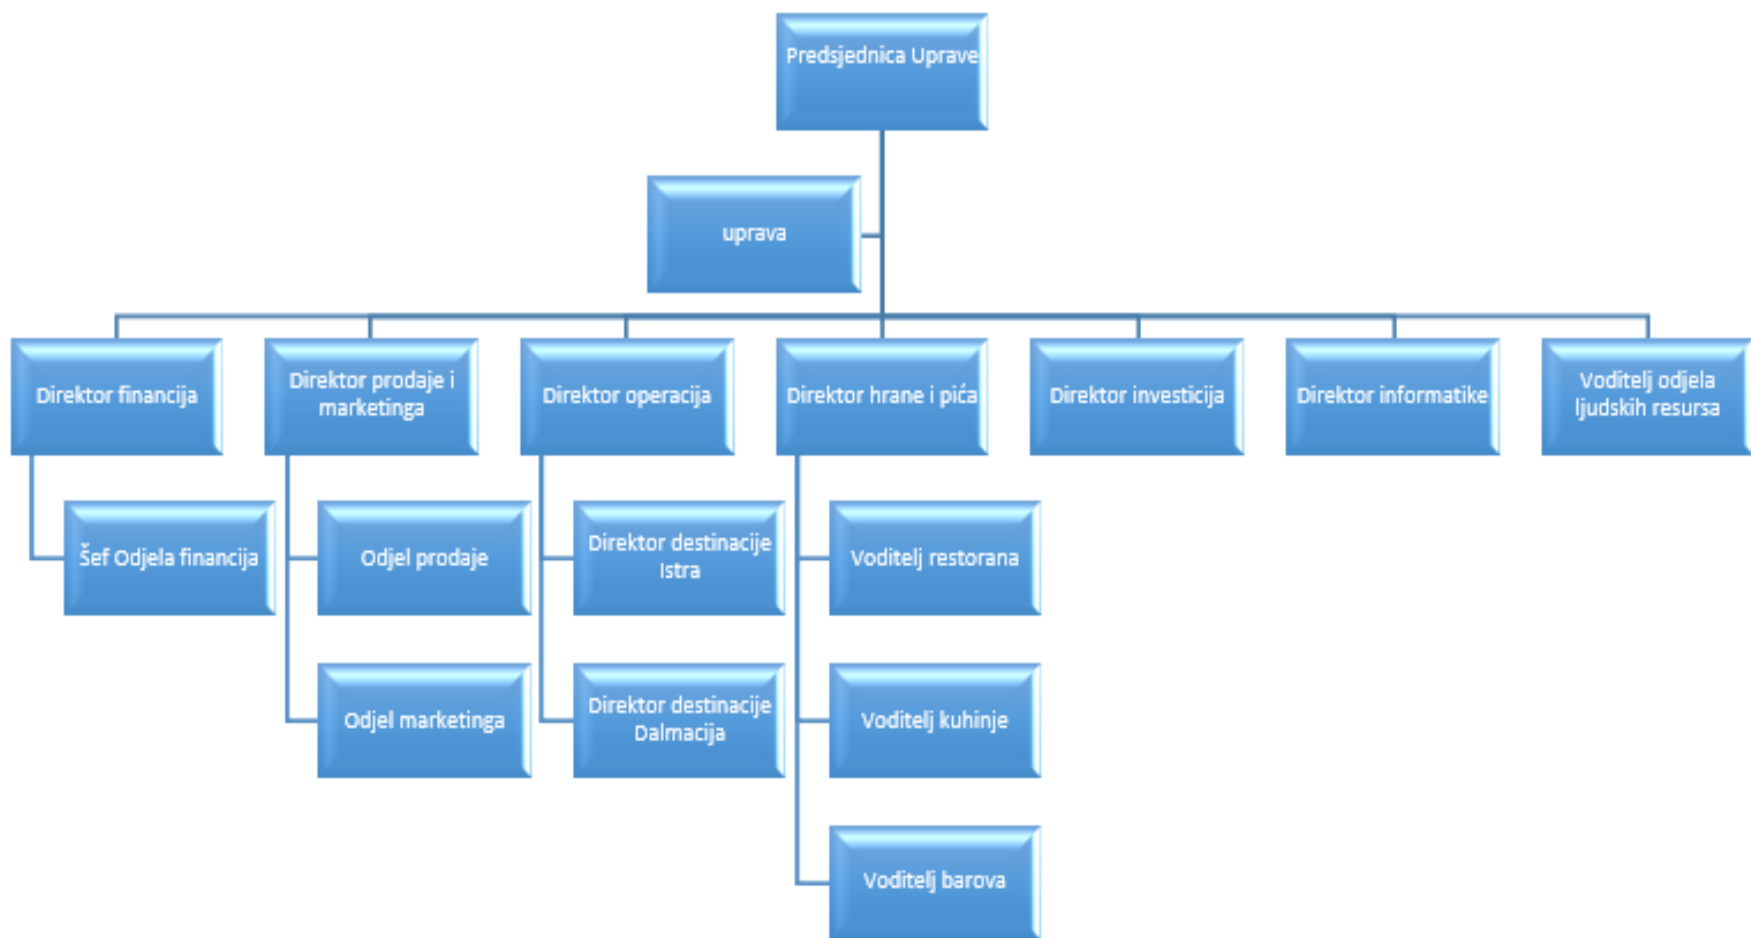 Predsjednica Uprave
uprava
Direktor financija
Direktor prodaje i
marketinga
Direktor operacija
Direktor hrane i pića
Direktor investicija
Direktor informatike
Voditelj odjela
ljudskih resursa
Šef Odjela financija
Odjel prodaje
Direktor destinacije
Istra
Voditelj restorana
Odjel marketinga
Direktor destinacije
Dalmacija
Voditelj kuhinje
Voditelj barova